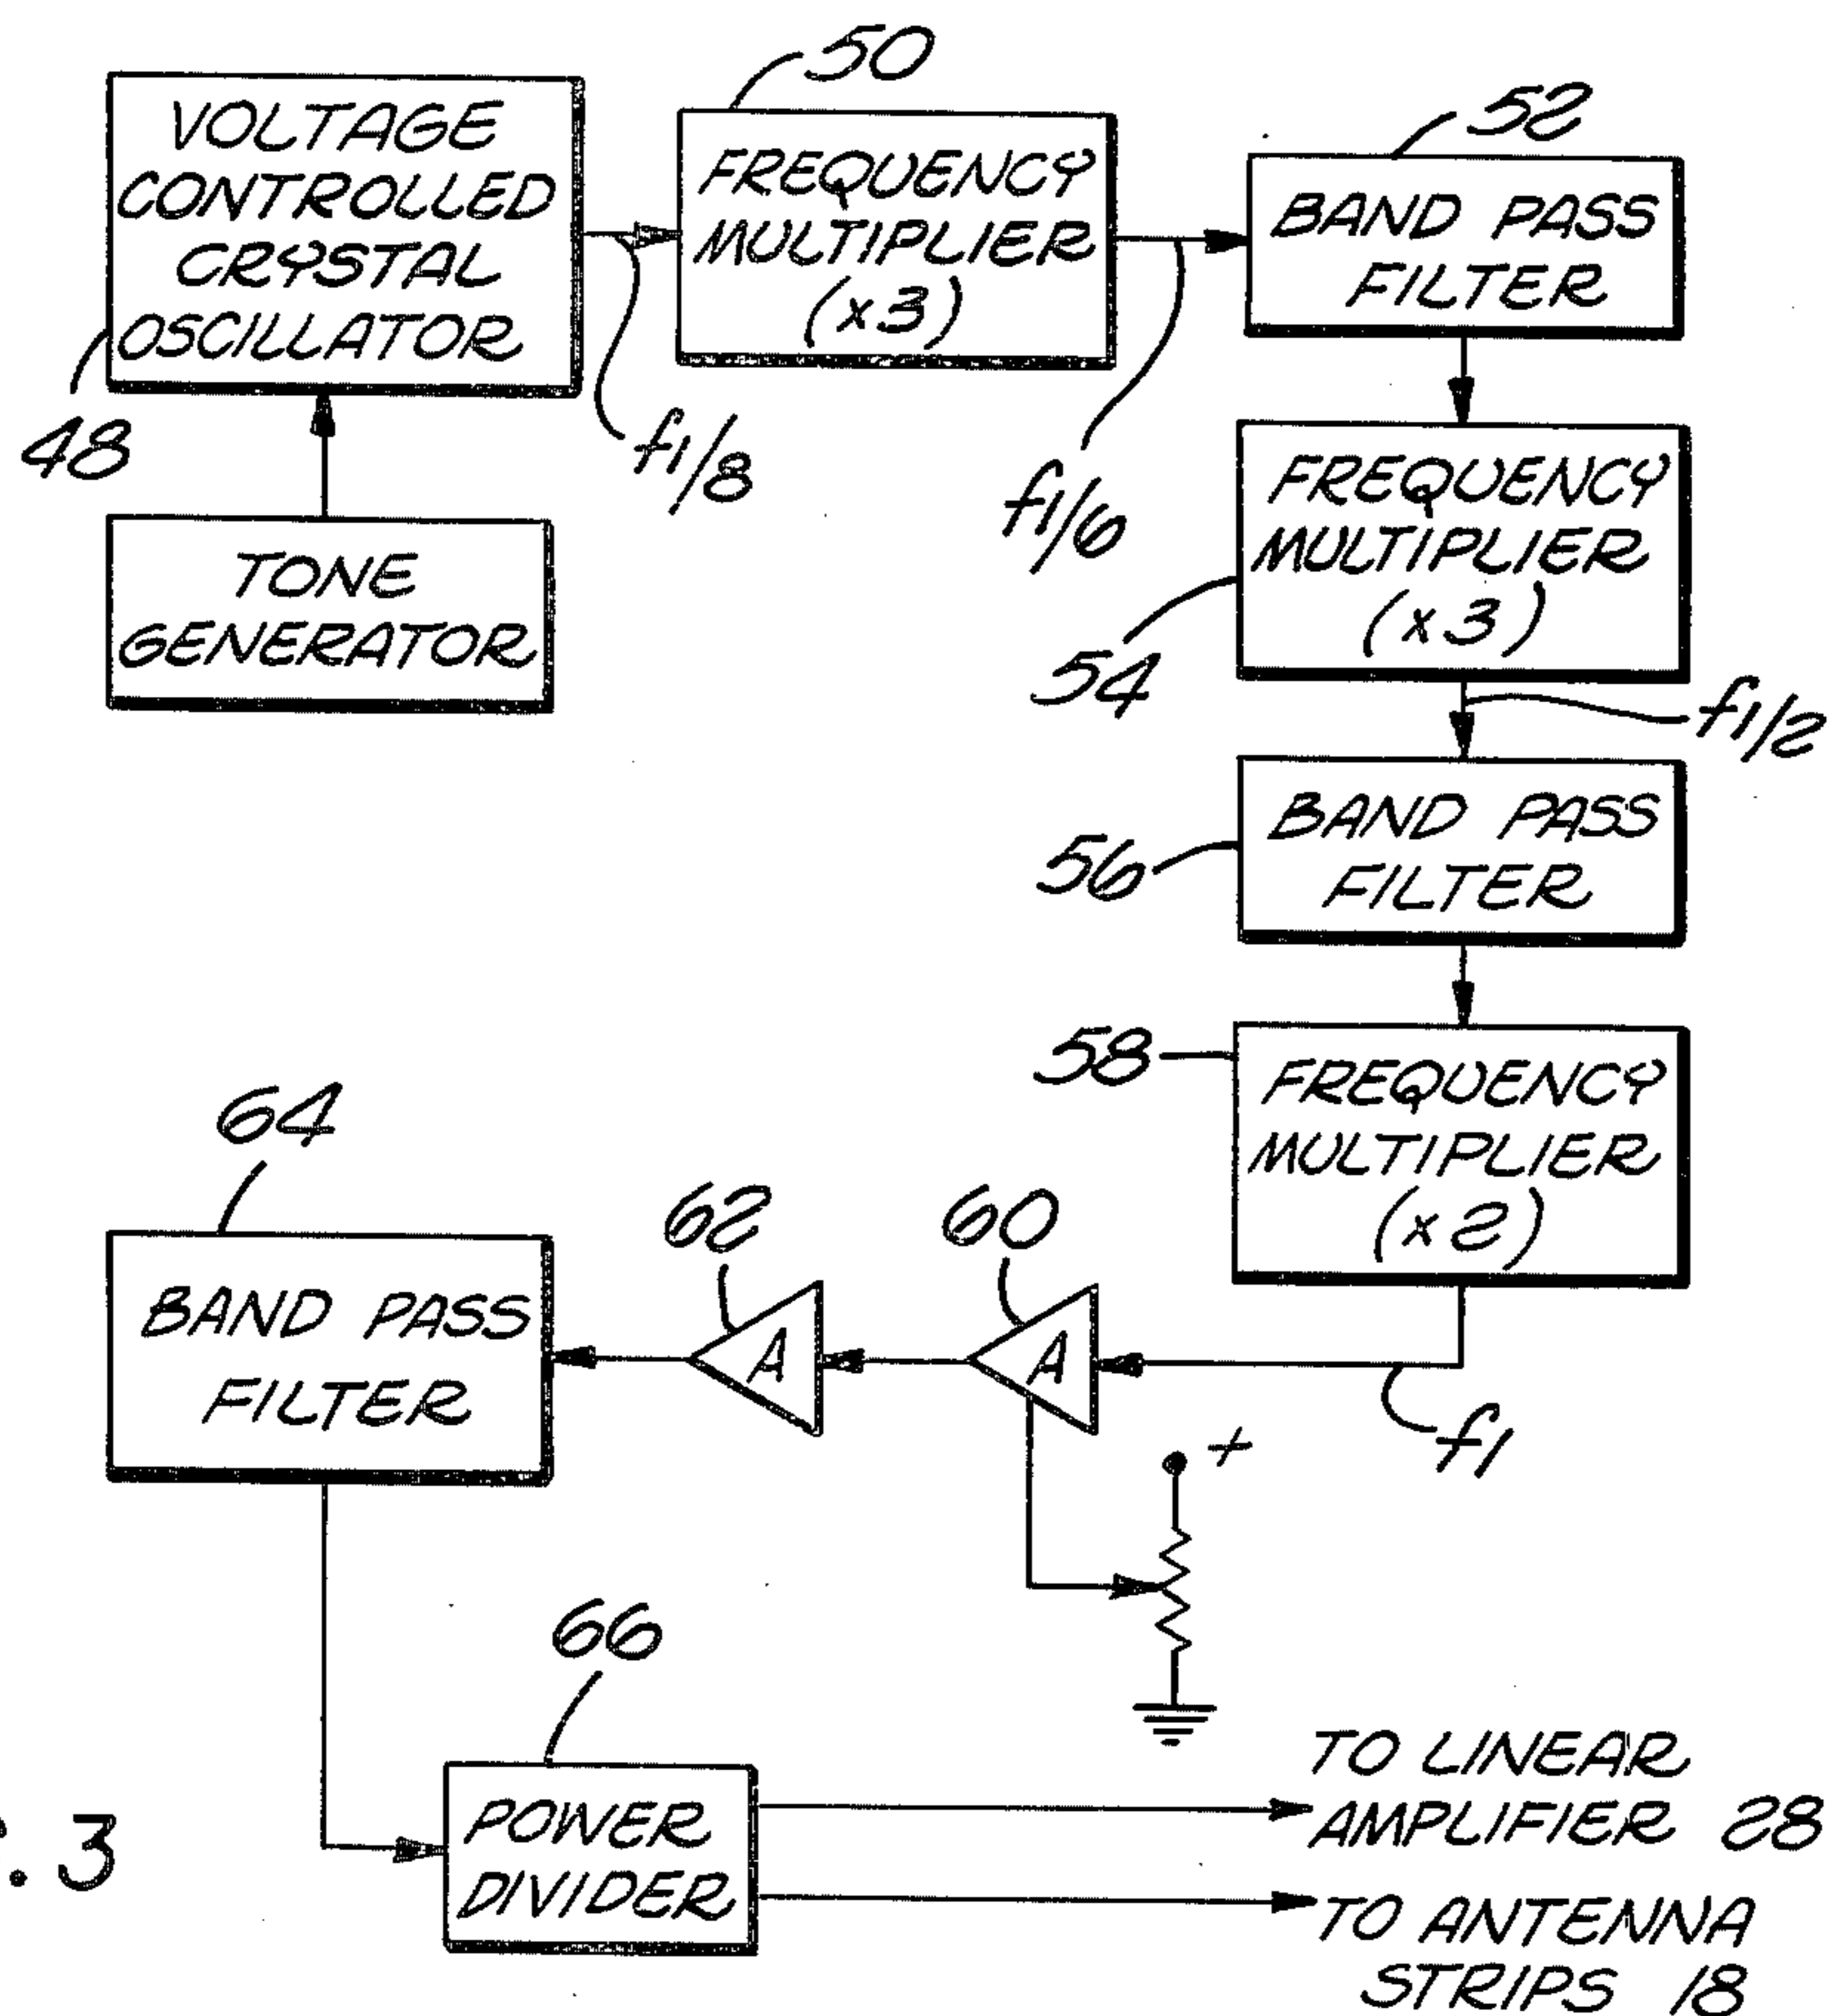 50
VOLTAGE
CONTROLLED
CRYSTAL
OSCILLATOR
48
FREQUENCY
MULTIPLIER
(x3)
52
BAND PASS
FILTER
f1/8
f1/6
TONE
GENERATOR
FREQUENCY
MULTIPLIER
(x3)
54
f1/2
BAND PASS
FILTER
56
58
FREQUENCY
MULTIPLIER
(x2)
64
62
60
BAND PASS
FILTER
A
A
f1
+
66
POWER
DIVIDER
TO LINEAR
AMPLIFIER 28
TO ANTENNA
STRIPS 18
. 3